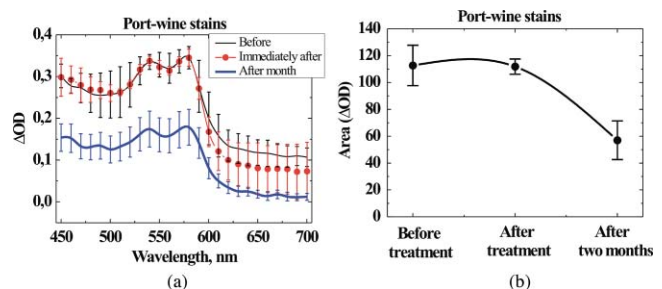 (a)
Port-wine stains
Before
Immediately after
After month
ΔOD
0,4
0,3
0,2
0,1
0,0
450 500 550 600 650 700
Wavelength, nm
(a)
(b)
Port-wine stains
Area (ΔOD)
140
120
100
80
60
40
20
0
Before treatment
After treatment
After two months
(b)